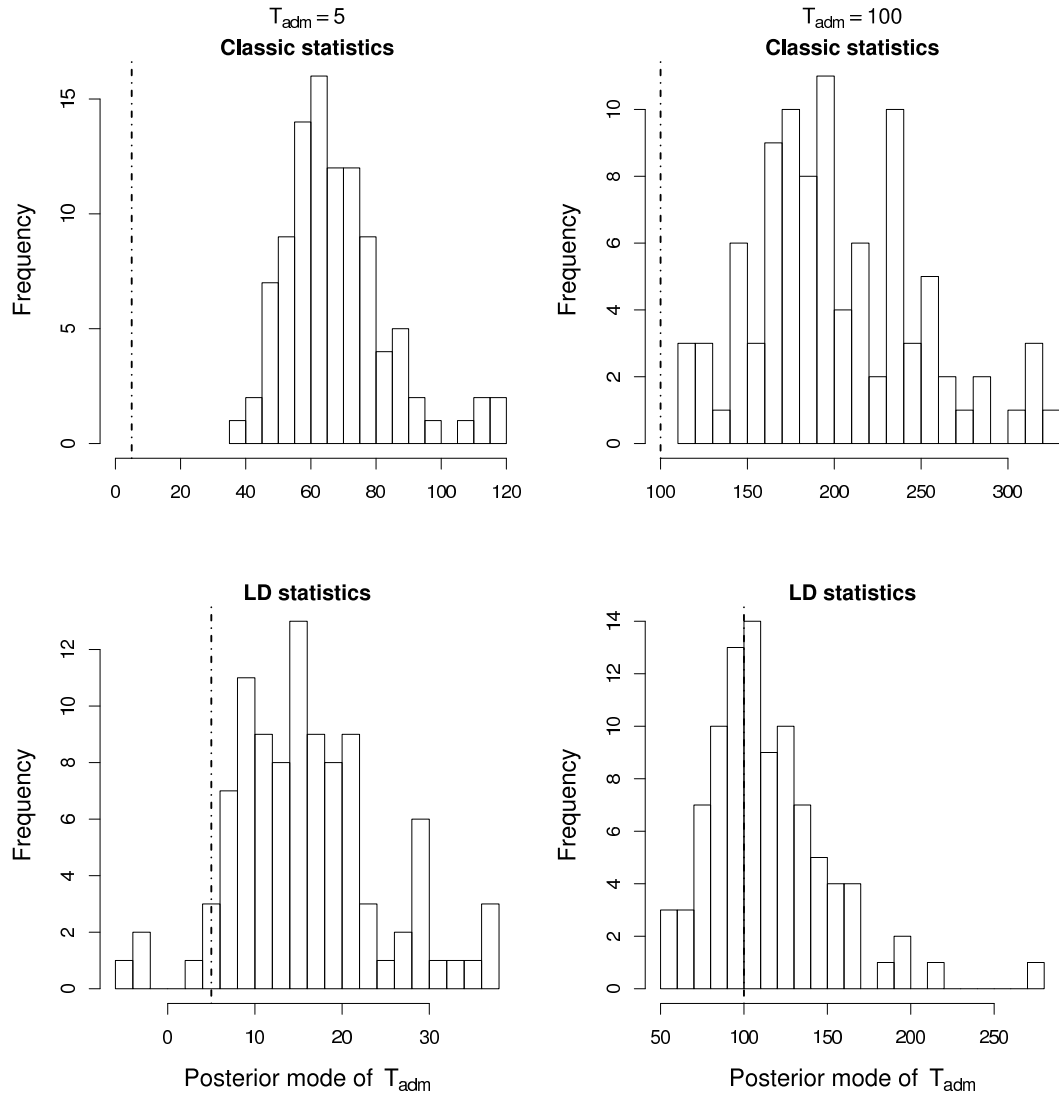 T_adm = 5
Classic statistics
Frequency
0 5 10 15
0 20 40 60 80 100 120
T_adm = 100
Classic statistics
Frequency
0 2 4 6 8 10
100 150 200 250 300
LD statistics
Frequency
0 2 4 6 8 10 12
0 10 20 30
Posterior mode of T_adm
LD statistics
Frequency
0 2 4 6 8 10 12 14
50 100 150 200 250
Posterior mode of T_adm